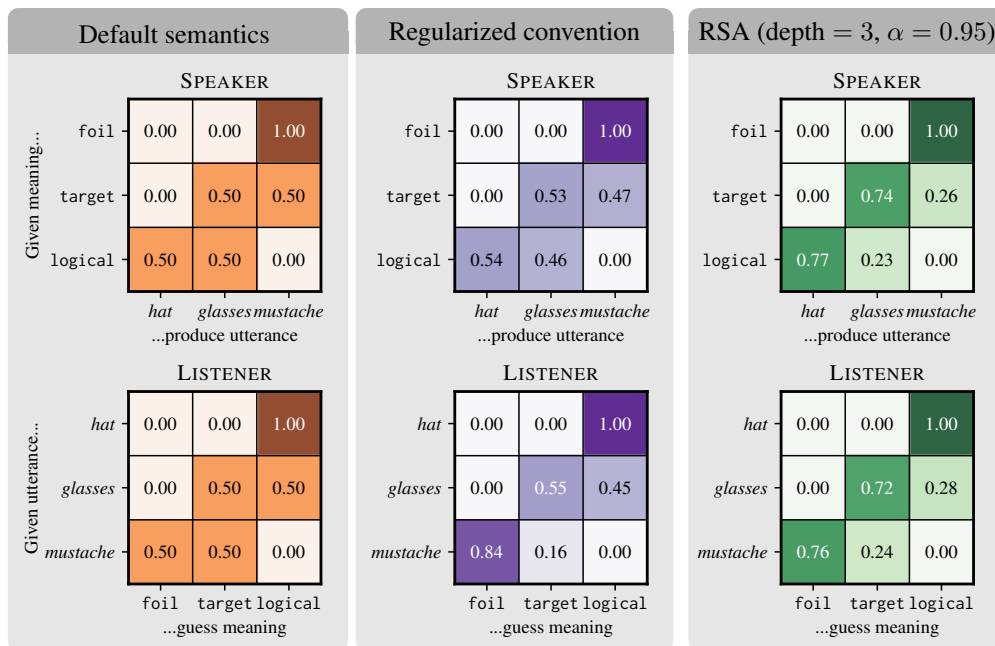 Default semantics
SPEAKER
Given meaning...
foil 0.00 0.00 1.00
target 0.00 0.50 0.50
logical 0.50 0.50 0.00
hat glasses mustache
...produce utterance
LISTENER
Given utterance...
hat 0.00 0.00 1.00
glasses 0.00 0.50 0.50
mustache 0.50 0.50 0.00
foil target logical
...guess meaning
Regularized convention
SPEAKER
foil 0.00 0.00 1.00
target 0.00 0.53 0.47
logical 0.54 0.46 0.00
hat glasses mustache
...produce utterance
LISTENER
hat 0.00 0.00 1.00
glasses 0.00 0.55 0.45
mustache 0.84 0.16 0.00
foil target logical
...guess meaning
RSA (depth = 3, α = 0.95)
SPEAKER
foil 0.00 0.00 1.00
target 0.00 0.74 0.26
logical 0.77 0.23 0.00
hat glasses mustache
...produce utterance
LISTENER
hat 0.00 0.00 1.00
glasses 0.00 0.72 0.28
mustache 0.76 0.24 0.00
foil target logical
...guess meaning